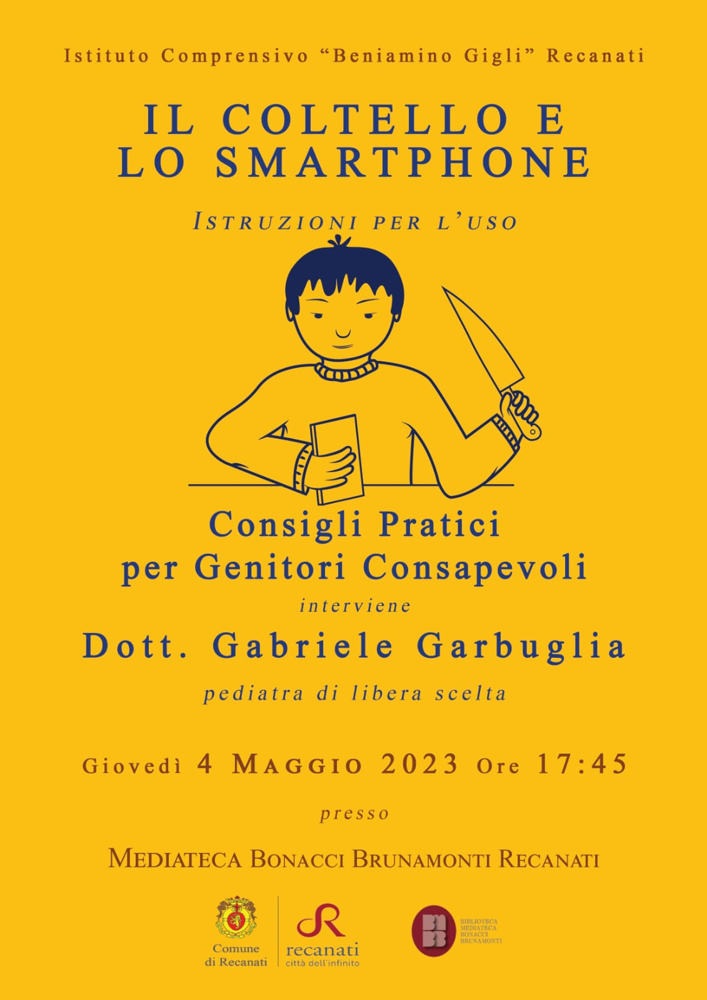 Istituto Comprensivo “Beniamino Gigli” Recanati
IL COLTELLO E
LO SMARTPHONE
Istruzioni per l’uso
Consigli Pratici
per Genitori Consapevoli
interviene
Dott. Gabriele Garbuglia
pediatra di libera scelta
Giovedì 4 Maggio 2023 Ore 17:45
presso
Mediateca Bonacci Brunamonti Recanati
Comune
di Recanati
recanati
città dell'infinito
BIBLIOTECA
MEDIATECA
BONACCI
BRUNAMONTI